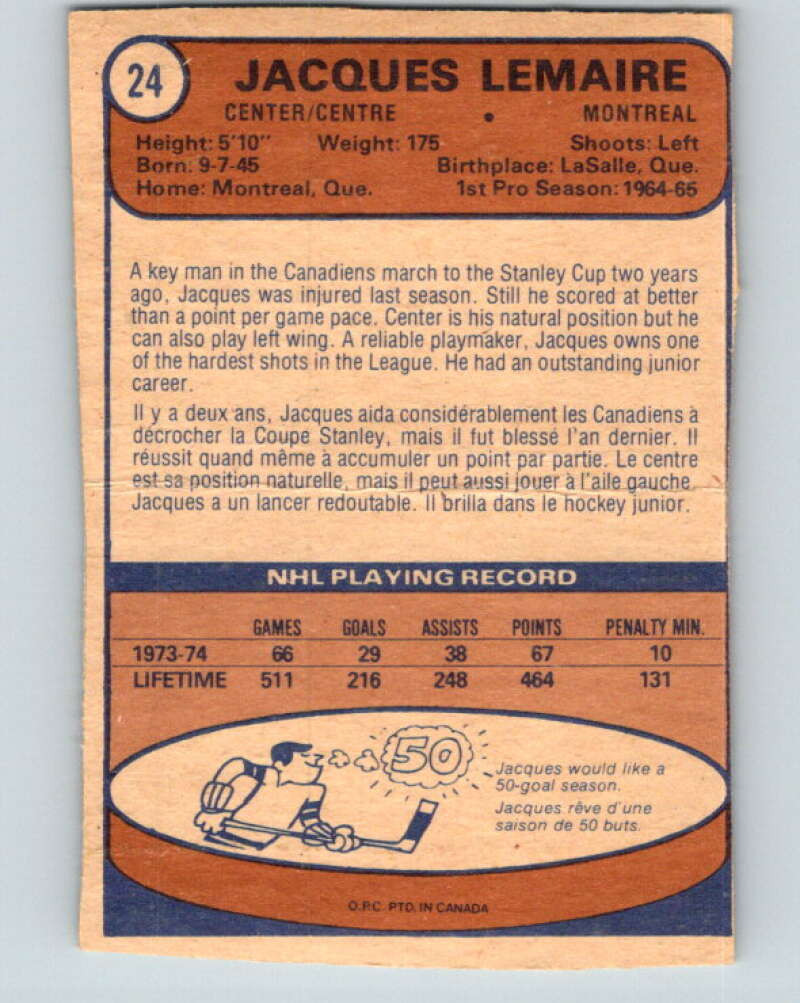 24
JACQUES LEMAIRE
CENTER/CENTRE • MONTREAL
Height: 5'10" Weight: 175 Shoots: Left
Born: 9-7-45 Birthplace: LaSalle, Que.
Home: Montreal, Que. 1st Pro Season: 1964-65
A key man in the Canadiens march to the Stanley Cup two years
ago, Jacques was injured last season. Still he scored at better
than a point per game pace. Center is his natural position but he
can also play left wing. A reliable playmaker, Jacques owns one
of the hardest shots in the League. He had an outstanding junior
career.
Il y a deux ans, Jacques aida considérablement les Canadiens à
décrocher la Coupe Stanley, mais il fut blessé l'an dernier. Il
réussit quand même à accumuler un point par partie. Le centre
est sa position naturelle, mais il peut aussi jouer à l'aile gauche.
Jacques a un lancer redoutable. Il brilla dans le hockey junior.
NHL PLAYING RECORD
GAMES GOALS ASSISTS POINTS PENALTY MIN.
1973-74 66 29 38 67 10
LIFETIME 511 216 248 464 131
50
Jacques would like a
50-goal season.
Jacques rêve d'une
saison de 50 buts.
O.P.C. PTD. IN CANADA